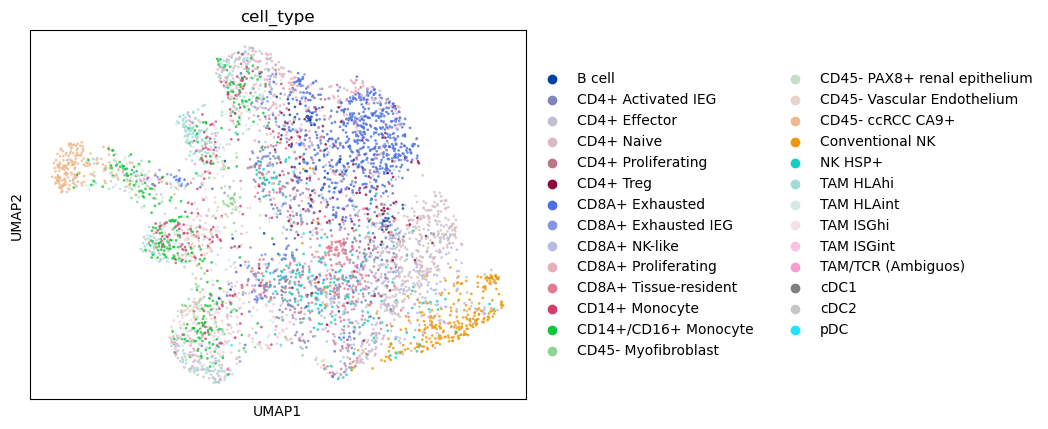 cell_type
UMAP2
UMAP1
B cell
CD4+ Activated IEG
CD4+ Effector
CD4+ Naive
CD4+ Proliferating
CD4+ Treg
CD8A+ Exhausted
CD8A+ Exhausted IEG
CD8A+ NK-like
CD8A+ Proliferating
CD8A+ Tissue-resident
CD14+ Monocyte
CD14+/CD16+ Monocyte
CD45- Myofibroblast
CD45- PAX8+ renal epithelium
CD45- Vascular Endothelium
CD45- ccRCC CA9+
Conventional NK
NK HSP+
TAM HLAhi
TAM HLAint
TAM ISGhi
TAM ISGint
TAM/TCR (Ambiguos)
cDC1
cDC2
pDC